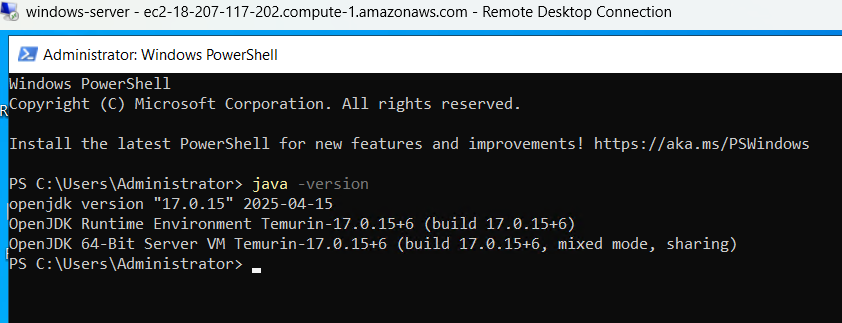 windows-server - ec2-18-207-117-202.compute-1.amazonaws.com - Remote Desktop Connection
Administrator: Windows PowerShell
Windows PowerShell
R
Copyright (C) Microsoft Corporation. All rights reserved.
Install the latest PowerShell for new features and improvements! https://aka.ms/PSWindows
PS C:\Users\Administrator> java -version
openjdk version "17.0.15" 2025-04-15
OpenJDK Runtime Environment Temurin-17.0.15+6 (build 17.0.15+6)
OpenJDK 64-Bit Server VM Temurin-17.0.15+6 (build 17.0.15+6, mixed mode, sharing)
PS C:\Users\Administrator>